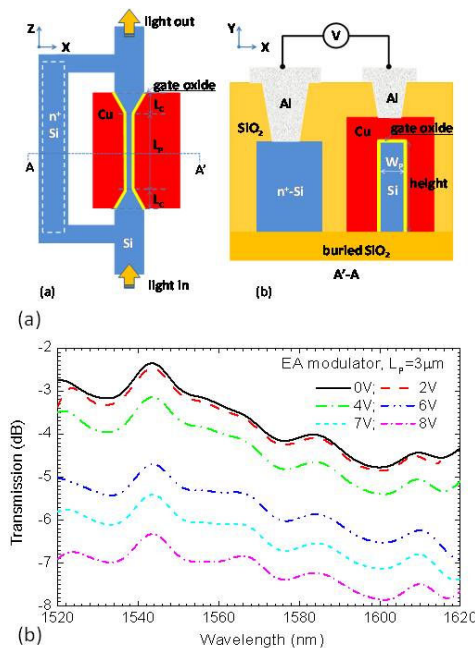 Z
X
light out
gate oxide
n⁺
Si
Cu
L_C
L_P
A
A'
L_C
Si
(a)
light in
Y
X
V
Al
Al
SiO₂
Cu
gate oxide
W_P
n⁺-Si
Si
height
buried SiO₂
(b)
A'-A
(a)
-2
EA modulator, L_P=3μm
0V; 2V
4V; 6V
7V; 8V
-3
-4
-5
-6
-7
-8
Transmission (dB)
1520 1540 1560 1580 1600 1620
Wavelength (nm)
(b)